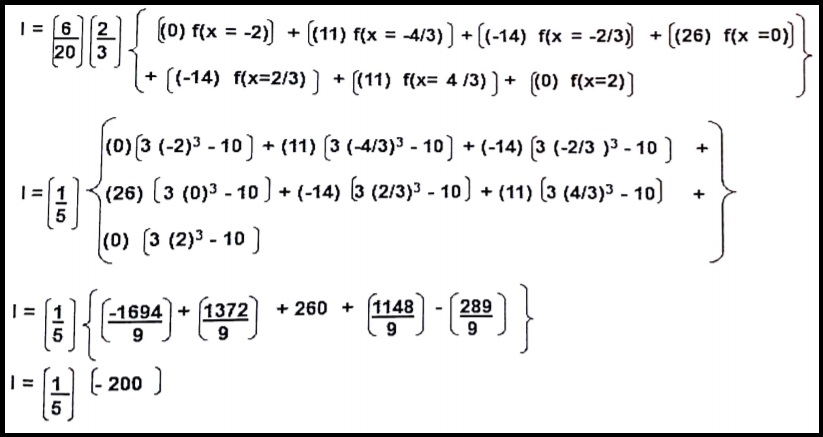 I = [6/20] [2/3] { [(0) f(x = -2)] + [(11) f(x = -4/3)] + [(-14) f(x = -2/3)] + [(26) f(x =0)]
+ [(-14) f(x=2/3)] + [(11) f(x= 4 /3)] + [(0) f(x=2)] }
I = [1/5] { (0) [3 (-2)³ - 10] + (11) [3 (-4/3)³ - 10] + (-14) [3 (-2/3 )³ - 10] +
(26) [3 (0)³ - 10] + (-14) [3 (2/3)³ - 10] + (11) [3 (4/3)³ - 10] +
(0) [3 (2)³ - 10] }
I = [1/5] { [-1694/9] + [1372/9] + 260 + [1148/9] - [289/9] }
I = [1/5] [- 200 ]